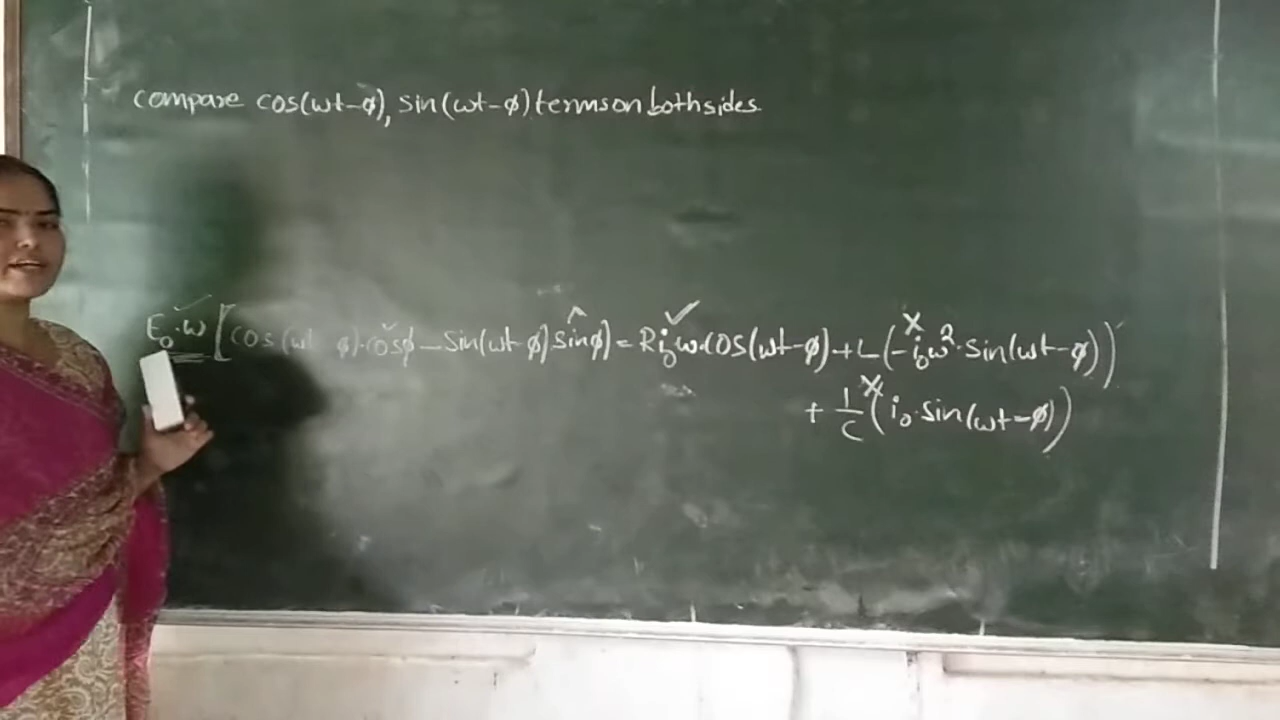 compare cos(ωt-φ), sin(ωt-φ) terms on both sides.
E₀·ω [cos(ωt-φ)·cosφ - sin(ωt-φ)·sinφ] = R i₀ω·cos(ωt-φ) + L(-i₀ω²·sin(ωt-φ))
+ 1/C (i₀·sin(ωt-φ))